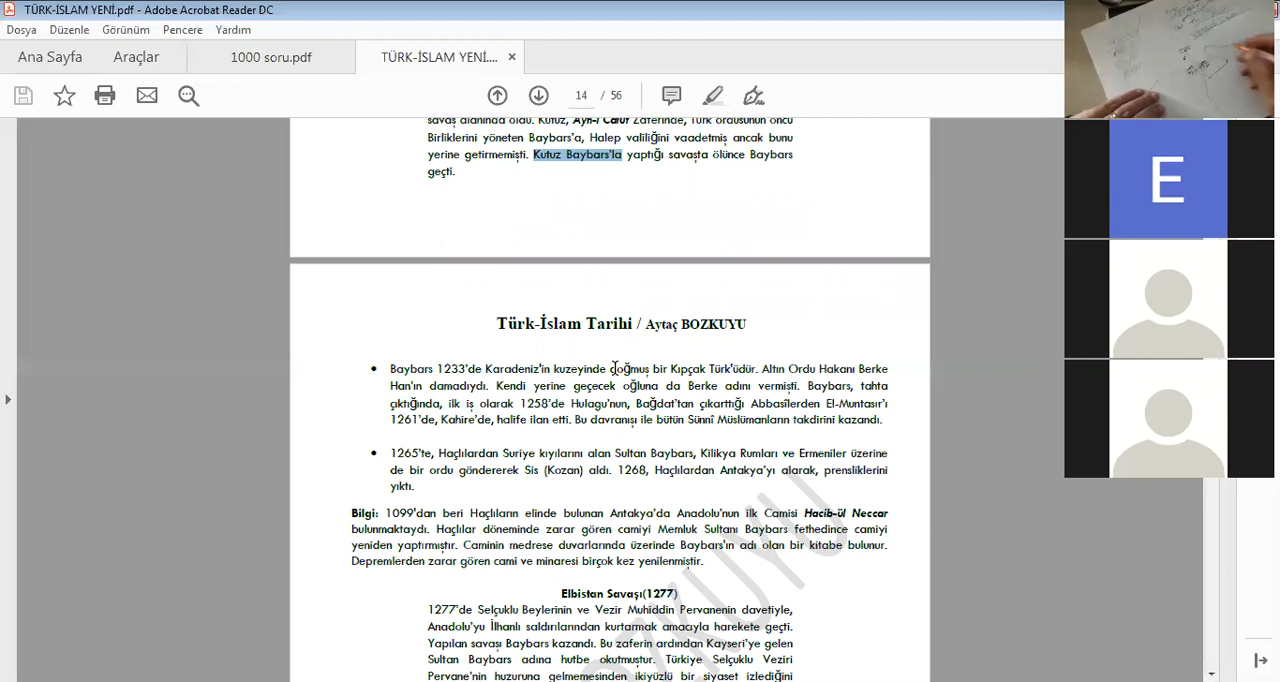 TÜRK-İSLAM YENİ.pdf - Adobe Acrobat Reader DC
Dosya Düzenle Görünüm Pencere Yardım
Ana Sayfa Araçlar 1000 soru.pdf TÜRK-İSLAM YENİ.... ×
14 / 56
savaş alanında oldu. Kutuz, Ayn-i Calut Zaferinde, Türk ordusunun öncü
Birliklerini yöneten Baybars'a, Halep valiliğini vaadetmiş ancak bunu
yerine getirmemişti. Kutuz Baybars'la yaptığı savaşta ölünce Baybars
geçti.
Türk-İslam Tarihi / Aytaç BOZKUYU
• Baybars 1233'de Karadeniz'in kuzeyinde doğmuş bir Kıpçak Türk'üdür. Altın Ordu Hakanı Berke
Han'ın damadıydı. Kendi yerine geçecek oğluna da Berke adını vermişti. Baybars, tahta
çıktığında, ilk iş olarak 1258'de Hulagu'nun, Bağdat'tan çıkarttığı Abbasîlerden El-Muntasır'ı
1261'de, Kahire'de, halife ilan etti. Bu davranışı ile bütün Sünnî Müslümanların takdirini kazandı.
• 1265'te, Haçlılardan Suriye kıyılarını alan Sultan Baybars, Kilikya Rumları ve Ermeniler üzerine
de bir ordu göndererek Sis (Kozan) aldı. 1268, Haçlılardan Antakya'yı alarak, prensliklerini
yıktı.
Bilgi: 1099'dan beri Haçlıların elinde bulunan Antakya'da Anadolu'nun ilk Camisi Hacib-ül Neccar
bulunmaktaydı. Haçlılar döneminde zarar gören camiyi Memluk Sultanı Baybars fethedince camiyi
yeniden yaptırmıştır. Caminin medrese duvarlarında üzerinde Baybars'ın adı olan bir kitabe bulunur.
Depremlerden zarar gören cami ve minaresi birçok kez yenilenmiştir.
Elbistan Savaşı(1277)
1277'de Selçuklu Beylerinin ve Vezir Muhiddin Pervanenin davetiyle,
Anadolu'yu İlhanlı saldırılarından kurtarmak amacıyla harekete geçti.
Yapılan savaşı Baybars kazandı. Bu zaferin ardından Kayseri'ye gelen
Sultan Baybars adına hutbe okutmuştur. Türkiye Selçuklu Veziri
Pervane'nin huzuruna gelmemesinden ikiyüzlü bir siyaset izlediğini
OZKUYU
E